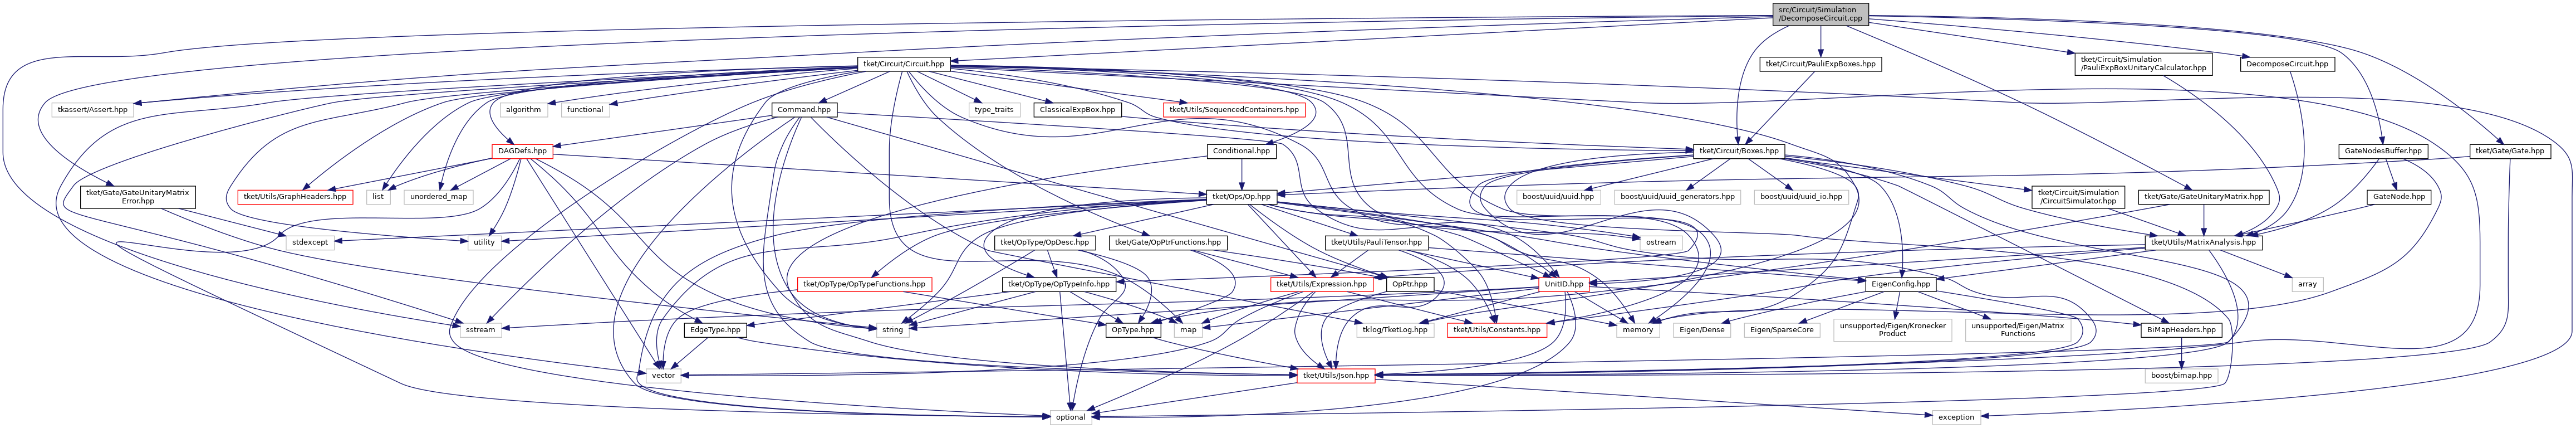 src/Circuit/Simulation
/DecomposeCircuit.cpp
tket/Circuit/Circuit.hpp
tket/Circuit/PauliExpBoxes.hpp
tket/Circuit/Simulation
/PauliExpBoxUnitaryCalculator.hpp
DecomposeCircuit.hpp
tkassert/Assert.hpp
algorithm
functional
Command.hpp
type_traits
ClassicalExpBox.hpp
tket/Utils/SequencedContainers.hpp
DAGDefs.hpp
Conditional.hpp
tket/Circuit/Boxes.hpp
GateNodesBuffer.hpp
tket/Gate/Gate.hpp
tket/Gate/GateUnitaryMatrix
Error.hpp
tket/Utils/GraphHeaders.hpp
list
unordered_map
tket/Ops/Op.hpp
boost/uuid/uuid.hpp
boost/uuid/uuid_generators.hpp
boost/uuid/uuid_io.hpp
tket/Circuit/Simulation
/CircuitSimulator.hpp
tket/Gate/GateUnitaryMatrix.hpp
GateNode.hpp
stdexcept
utility
tket/OpType/OpDesc.hpp
tket/Gate/OpPtrFunctions.hpp
tket/Utils/PauliTensor.hpp
ostream
tket/Utils/MatrixAnalysis.hpp
tket/OpType/OpTypeFunctions.hpp
tket/OpType/OpTypeInfo.hpp
tket/Utils/Expression.hpp
OpPtr.hpp
UnitID.hpp
EigenConfig.hpp
array
sstream
EdgeType.hpp
string
OpType.hpp
map
tklog/TketLog.hpp
tket/Utils/Constants.hpp
memory
Eigen/Dense
Eigen/SparseCore
unsupported/Eigen/Kronecker
Product
unsupported/Eigen/Matrix
Functions
BiMapHeaders.hpp
vector
tket/Utils/Json.hpp
boost/bimap.hpp
optional
exception